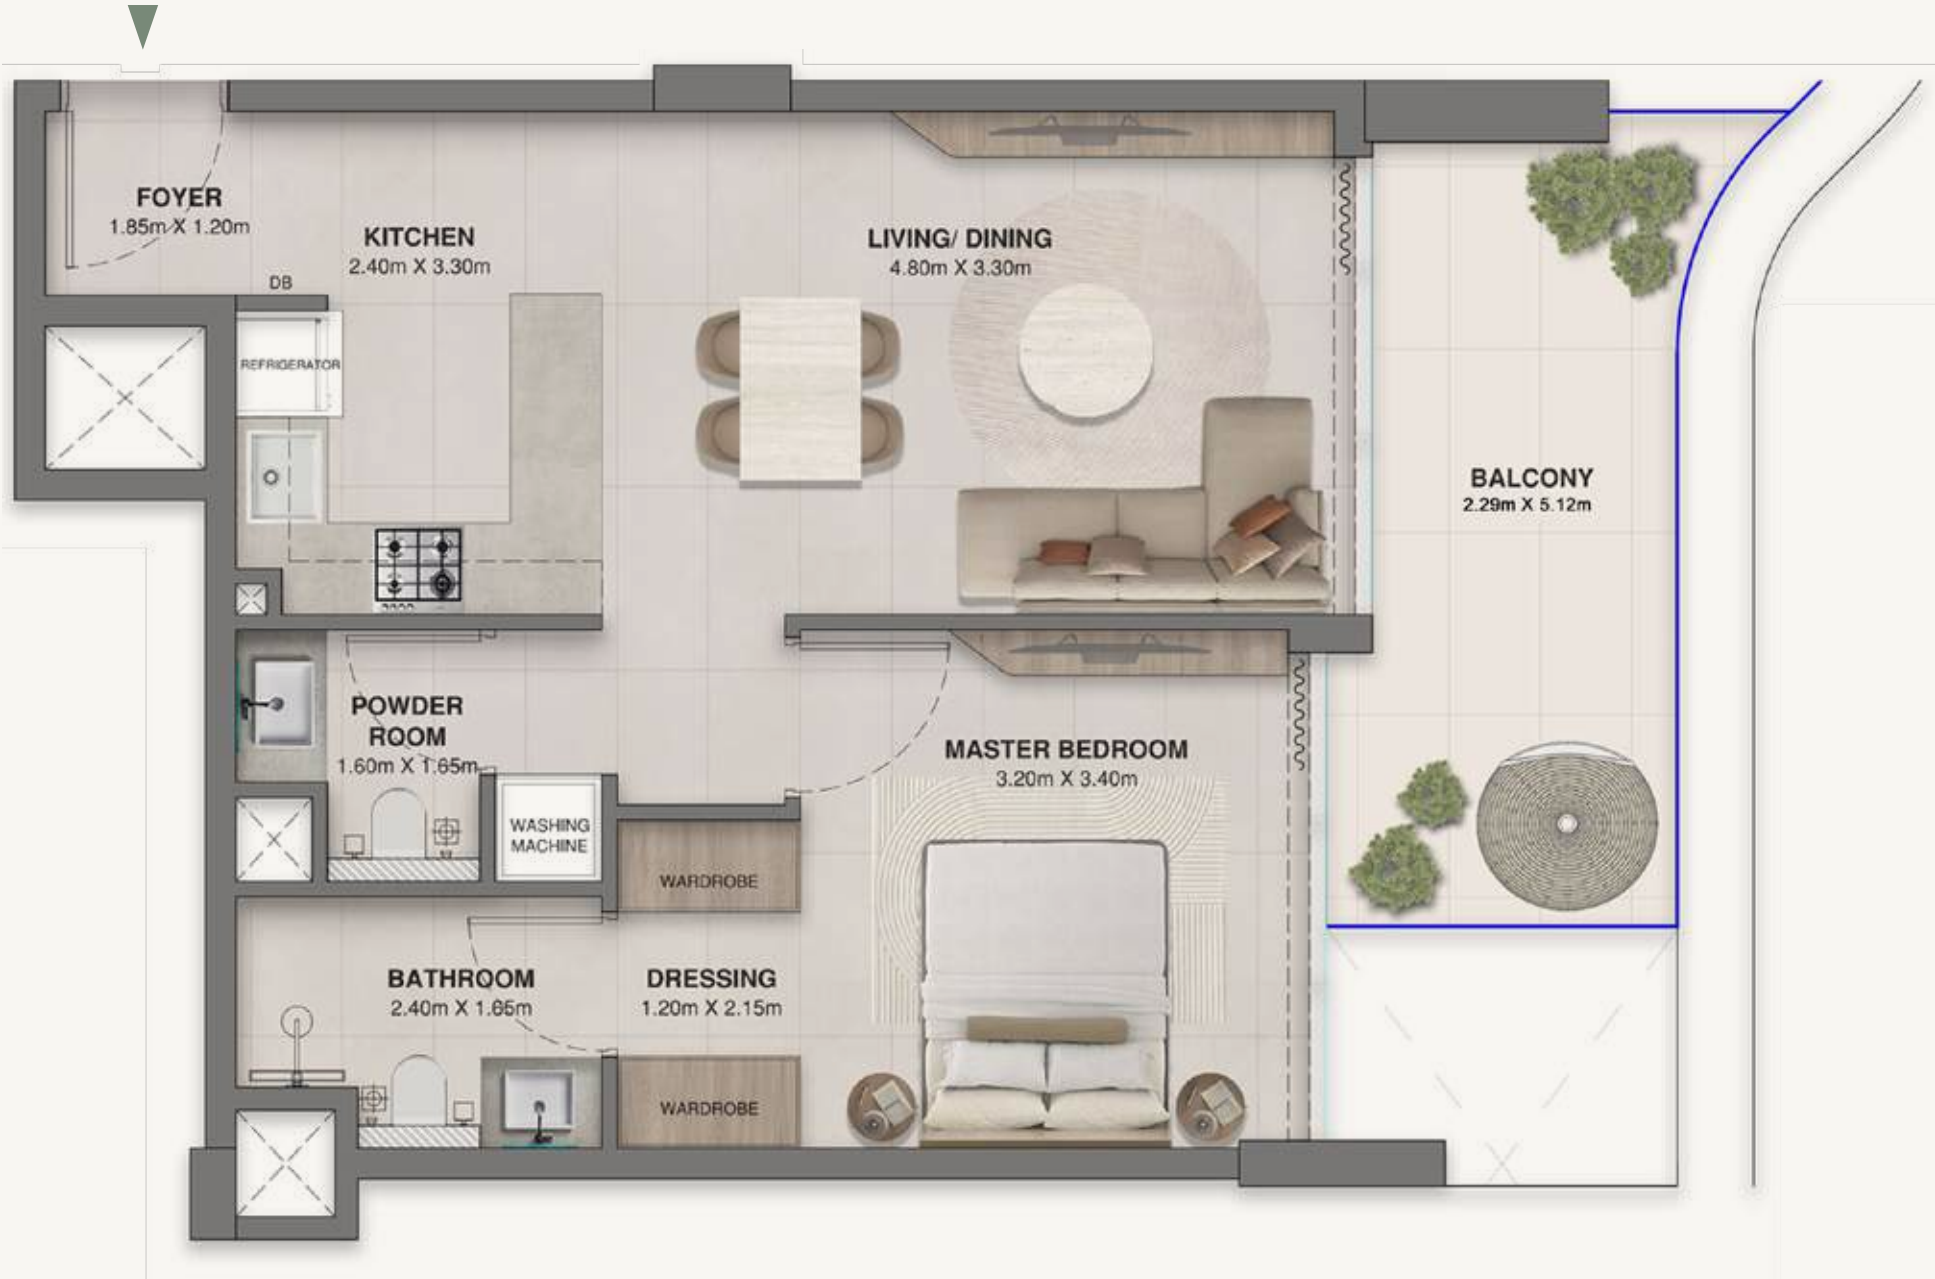 FOYER
1.85m X 1.20m
KITCHEN
2.40m X 3.30m
LIVING/ DINING
4.80m X 3.30m
DB
REFRIGERATOR
BALCONY
2.29m X 5.12m
POWDER
ROOM
1.60m X 1.65m
MASTER BEDROOM
3.20m X 3.40m
WASHING
MACHINE
WARDROBE
BATHROOM
2.40m X 1.65m
DRESSING
1.20m X 2.15m
WARDROBE